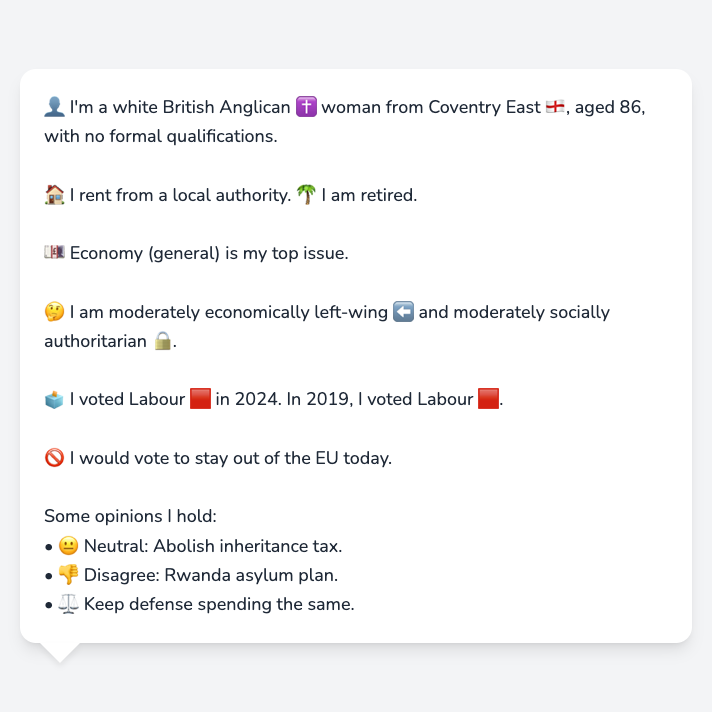 👤 I'm a white British Anglican ✝️ woman from Coventry East 🏴󠁧󠁢󠁥󠁮󠁧󠁿, aged 86,
with no formal qualifications.
🏠 I rent from a local authority. 🌴 I am retired.
💷 Economy (general) is my top issue.
🤔 I am moderately economically left-wing ⬅️ and moderately socially
authoritarian 🔒.
🗳️ I voted Labour 🟥 in 2024. In 2019, I voted Labour 🟥.
🚫 I would vote to stay out of the EU today.
Some opinions I hold:
• 😐 Neutral: Abolish inheritance tax.
• 👎 Disagree: Rwanda asylum plan.
• ⚖️ Keep defense spending the same.